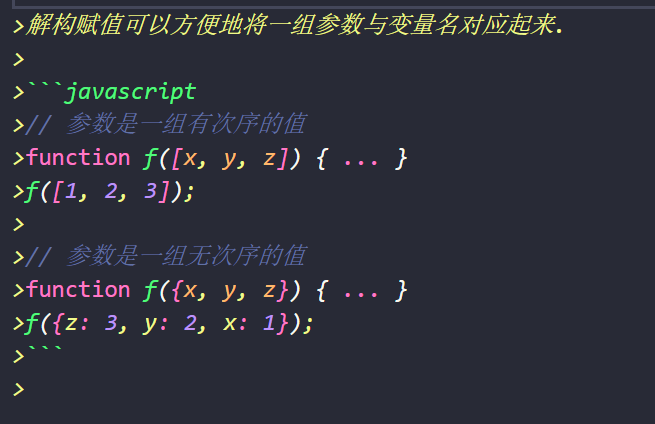 >解构赋值可以方便地将一组参数与变量名对应起来.
>
>```javascript
>// 参数是一组有次序的值
>function f([x, y, z]) { ... }
>f([1, 2, 3]);
>
>// 参数是一组无次序的值
>function f({x, y, z}) { ... }
>f({z: 3, y: 2, x: 1});
>```
>